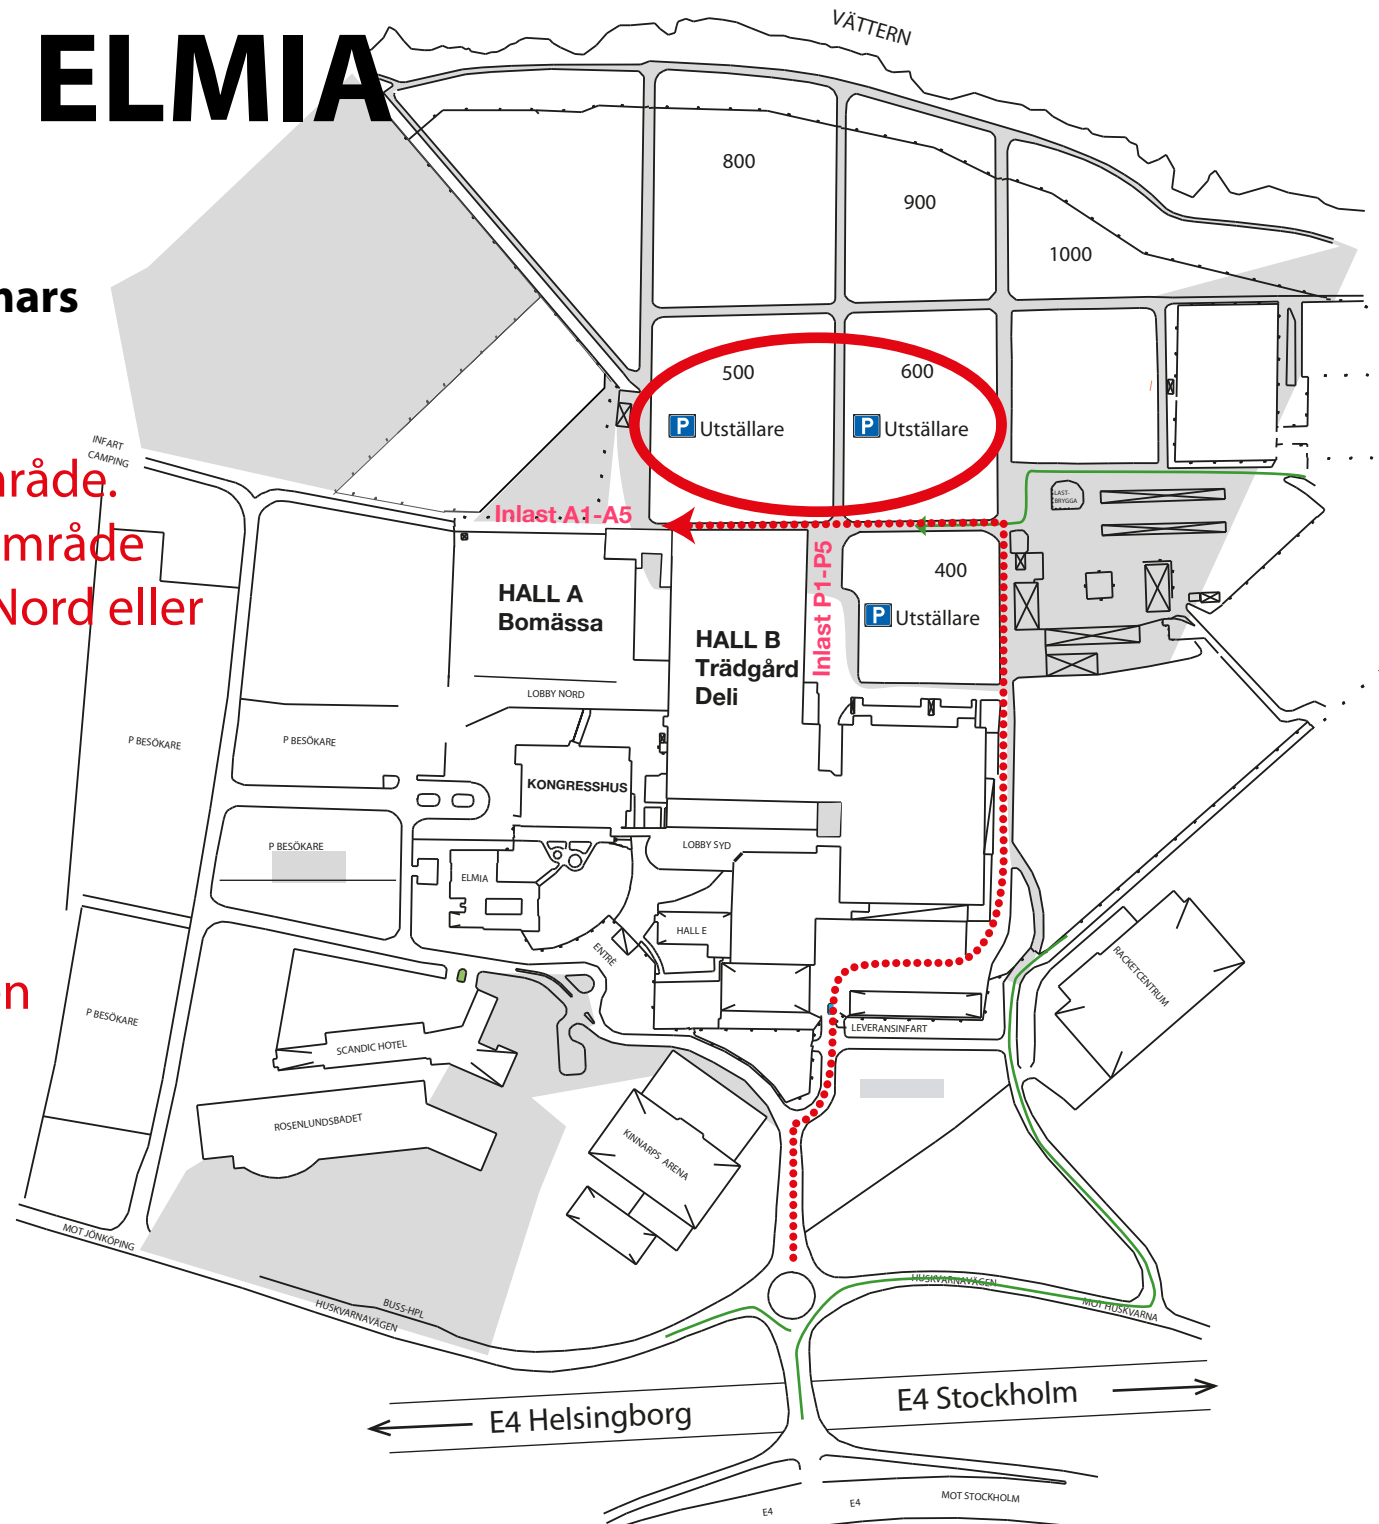 VÄTTERN
ELMIA
800
900
1000
nars
500
600
P Utställare
P Utställare
INFART
CAMPING
råde.
Inlast A1-A5
LAST-
BRYGGA
mråde
Inlast P1-P5
400
P Utställare
HALL A
Bomässa
Nord eller
HALL B
Trädgård
Deli
LOBBY NORD
P BESÖKARE
P BESÖKARE
KONGRESSHUS
P BESÖKARE
LOBBY SYD
ELMIA
HALL E
ENTRÉ
RACKETCENTRUM
en
P BESÖKARE
LEVERANSINFART
SCANDIC HOTEL
ROSENLUNDSBADET
KINNARPS ARENA
MOT JÖNKÖPING
HUSKVARNAVÄGEN
BUSS-HPL
HUSKVARNAVÄGEN
MOT HUSKVARNA
E4 Helsingborg
E4 Stockholm
E4
E4
MOT STOCKHOLM